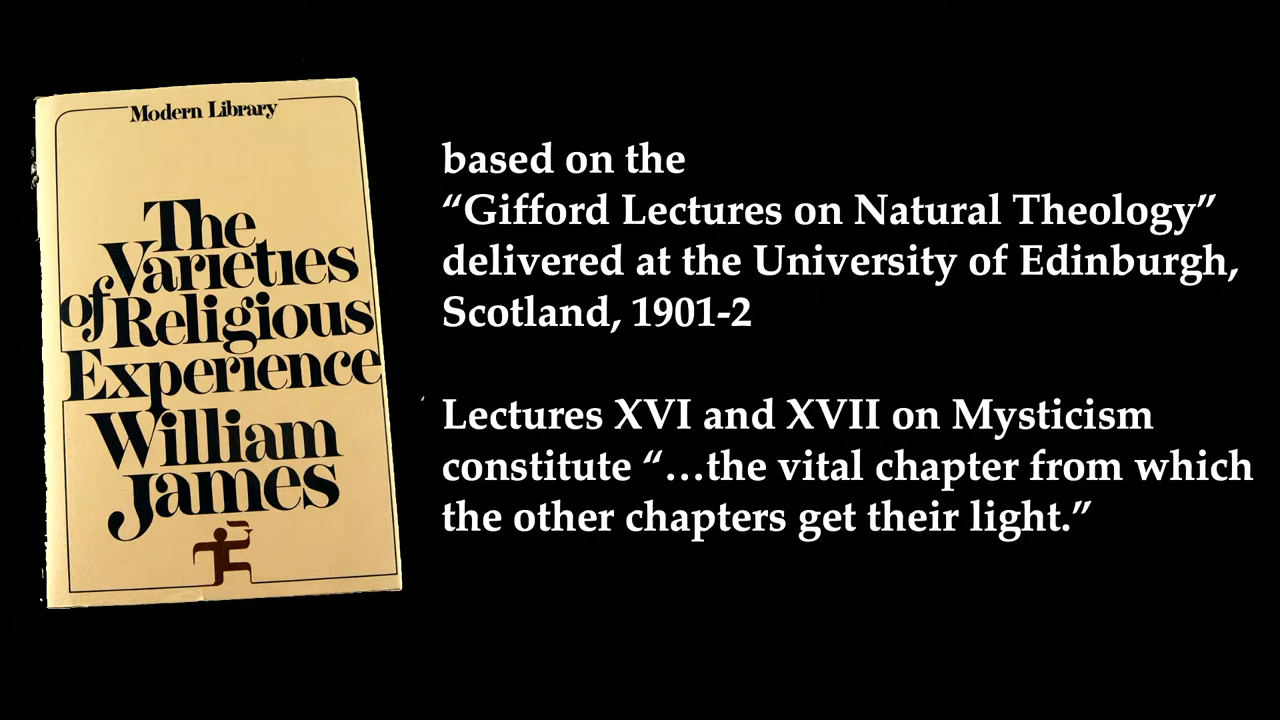 Modern Library
The
Varieties
of Religious
Experience
William
James
based on the
“Gifford Lectures on Natural Theology”
delivered at the University of Edinburgh,
Scotland, 1901-2
Lectures XVI and XVII on Mysticism
constitute “…the vital chapter from which
the other chapters get their light.”